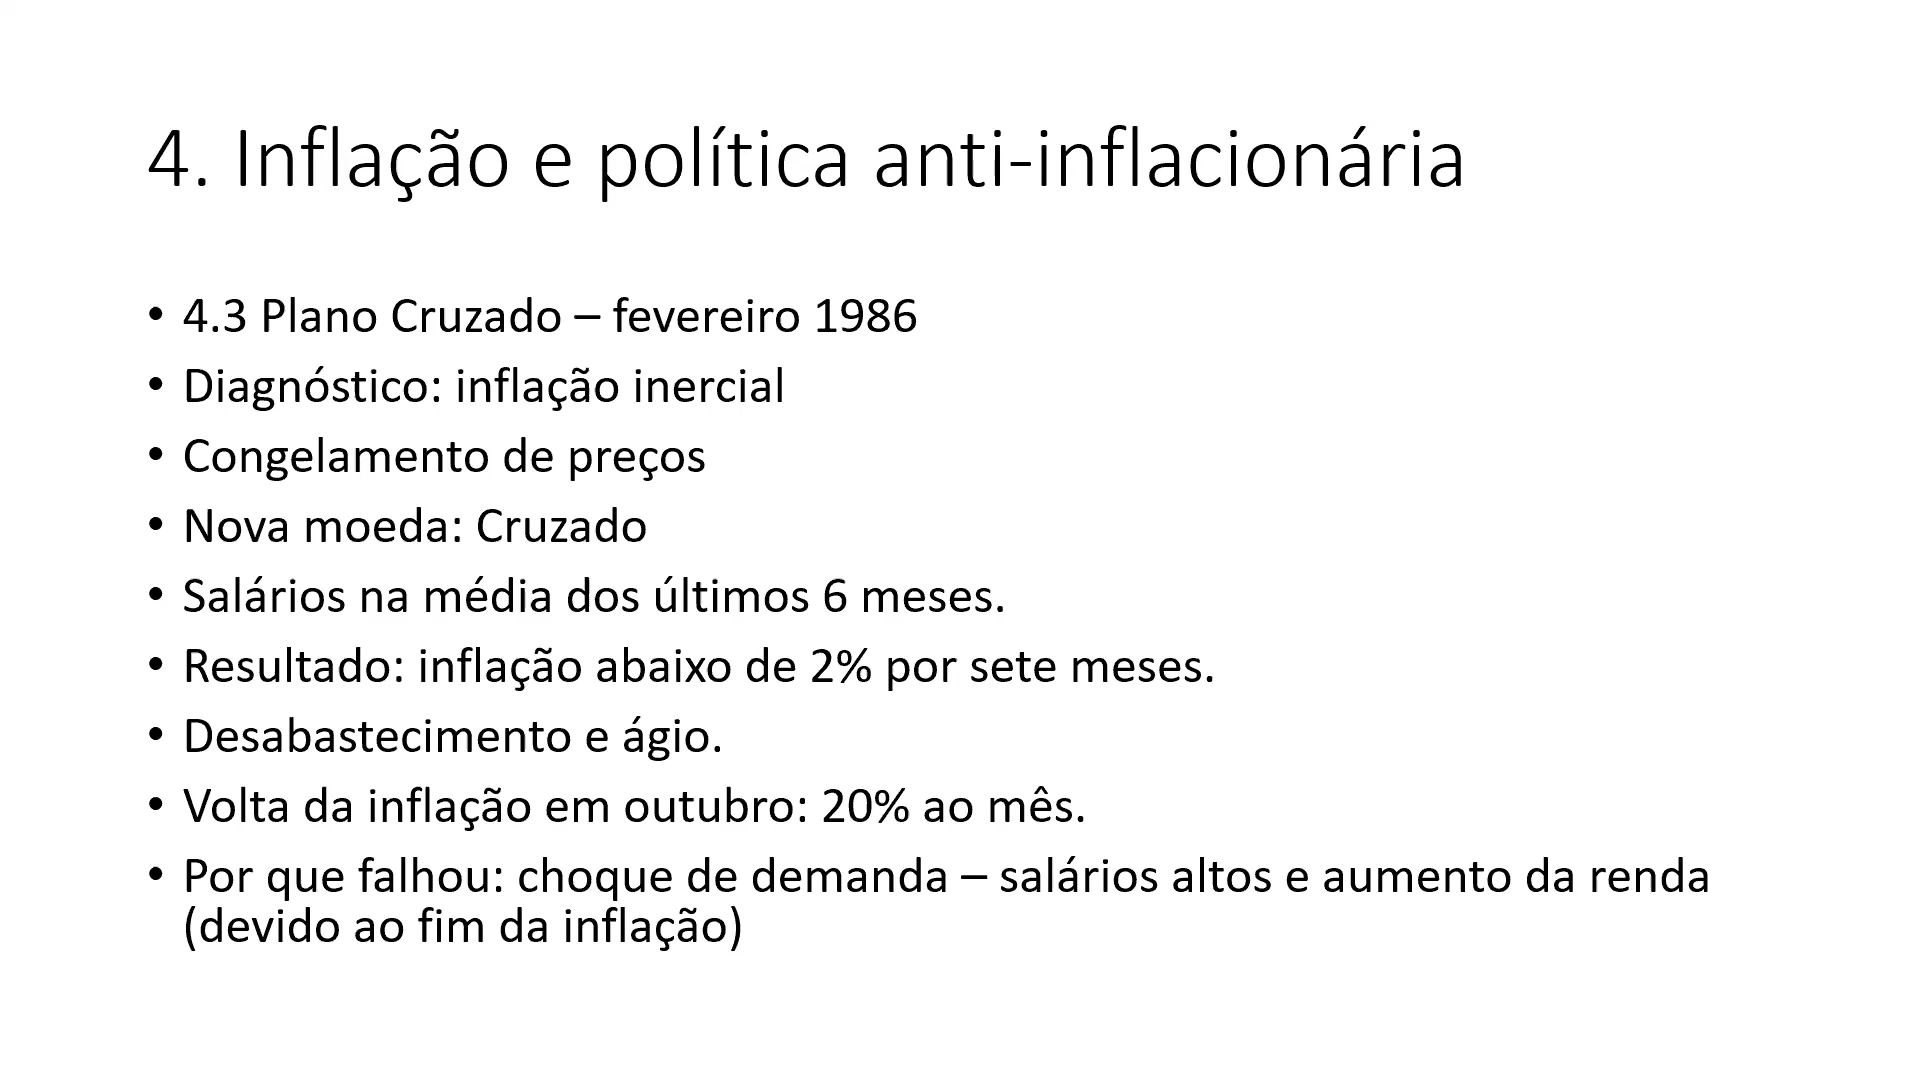 4. Inflação e política anti-inflacionária
• 4.3 Plano Cruzado – fevereiro 1986
• Diagnóstico: inflação inercial
• Congelamento de preços
• Nova moeda: Cruzado
• Salários na média dos últimos 6 meses.
• Resultado: inflação abaixo de 2% por sete meses.
• Desabastecimento e ágio.
• Volta da inflação em outubro: 20% ao mês.
• Por que falhou: choque de demanda – salários altos e aumento da renda
(devido ao fim da inflação)